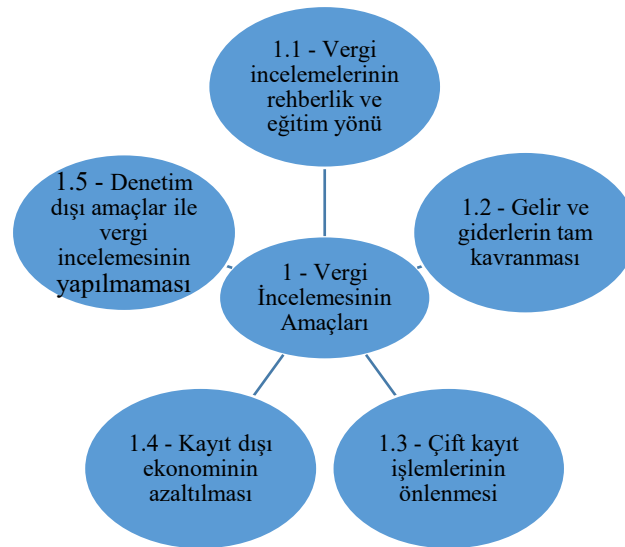 1.1 - Vergi
incelemelerinin
rehberlik ve
eğitim yönü
1.5 - Denetim
dışı amaçlar ile
vergi
incelemesinin
yapılmaması
1.2 - Gelir ve
giderlerin tam
kavranması
1 - Vergi
İncelemesinin
Amaçları
1.4 - Kayıt dışı
ekonominin
azaltılması
1.3 - Çift kayıt
işlemlerinin
önlenmesi